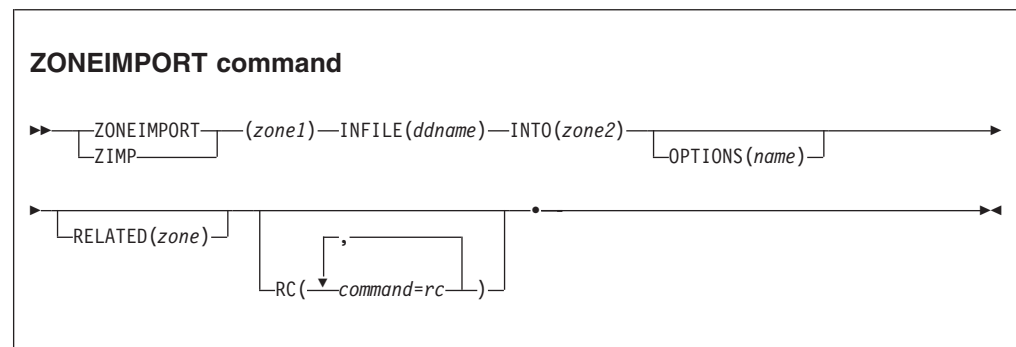 ZONEIMPORT command
ZONEIMPORT (zone1) INFILE(ddname) INTO(zone2)
ZIMP OPTIONS(name)
RELATED(zone) .
,
RC( command=rc )